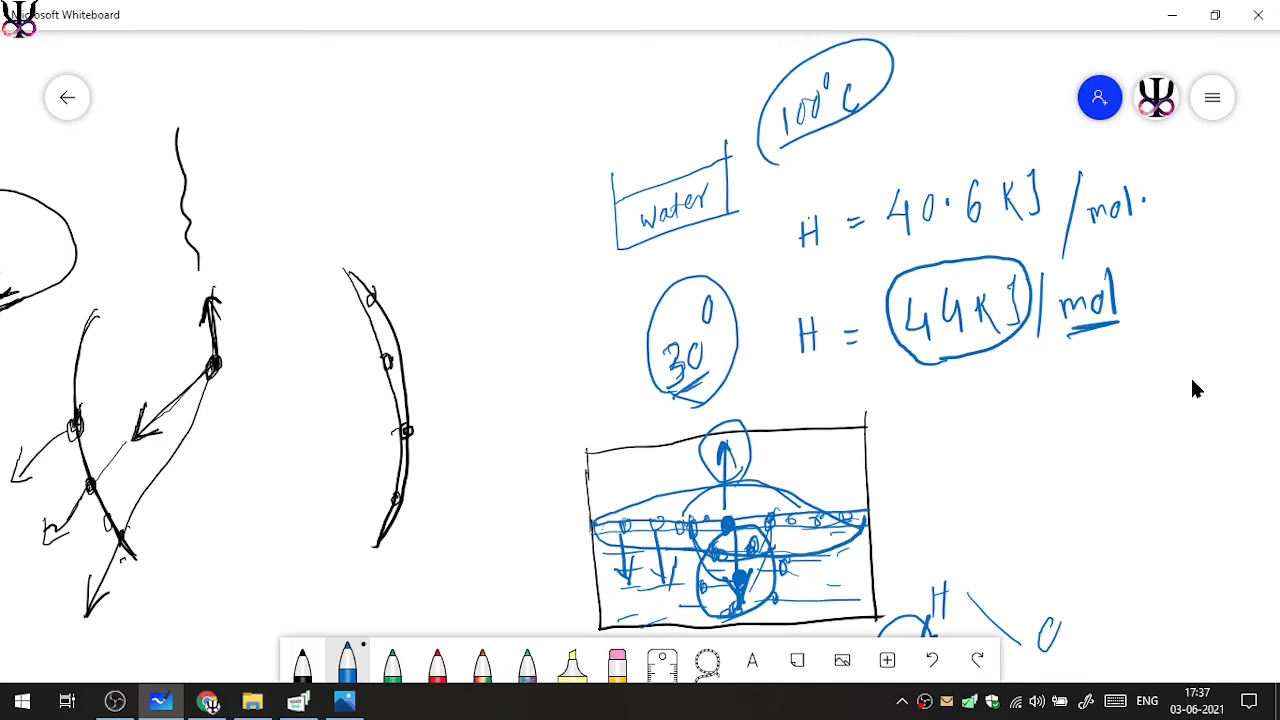 Microsoft Whiteboard
100°C
water
H = 40.6 KJ / mol.
30°
H = 44 KJ / mol
H
O
A
ENG
17:37
03-06-2021